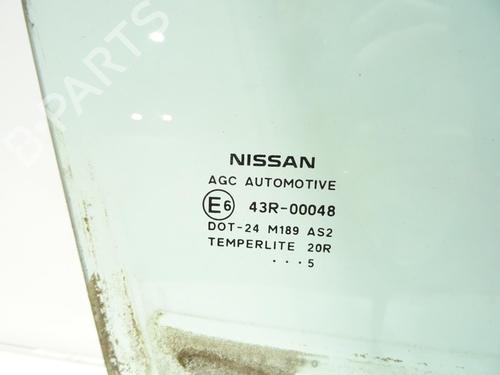 B-PARTS
NISSAN
AGC AUTOMOTIVE
E6 43R-00048
DOT-24 M189 AS2
TEMPERLITE 20R
...5